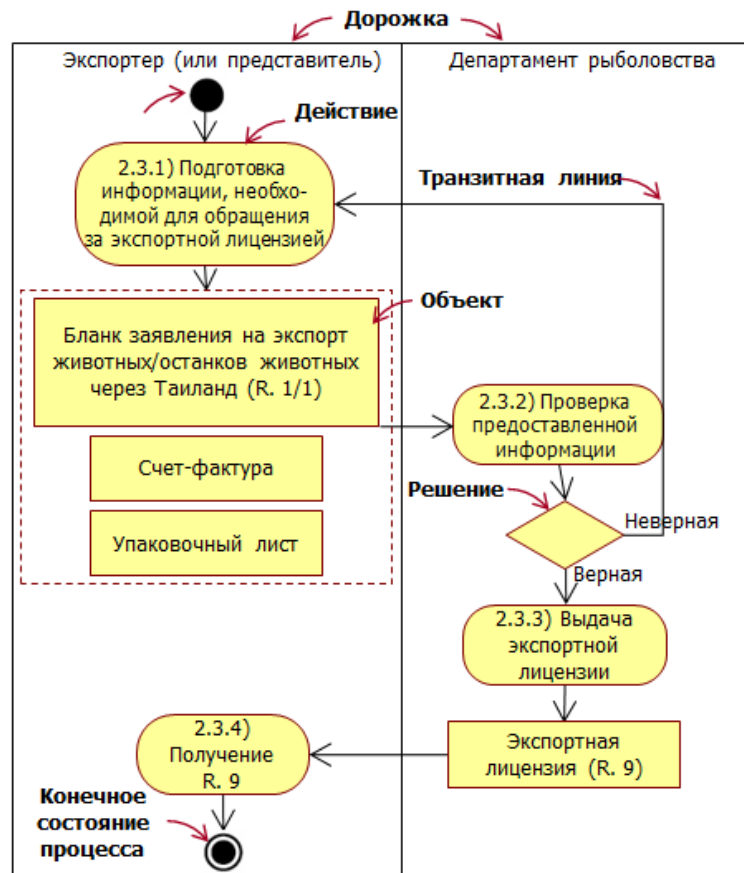 Дорожка
Экспортер (или представитель)
Департамент рыболовства
Действие
2.3.1) Подготовка
информации, необхо-
димой для обращения
за экспортной лицензией
Транзитная линия
Объект
Бланк заявления на экспорт
животных/останков животных
через Таиланд (R. 1/1)
2.3.2) Проверка
предоставленной
информации
Счет-фактура
Решение
Неверная
Упаковочный лист
Верная
2.3.3) Выдача
экспортной
лицензии
2.3.4)
Получение
R. 9
Экспортная
лицензия (R. 9)
Конечное
состояние
процесса